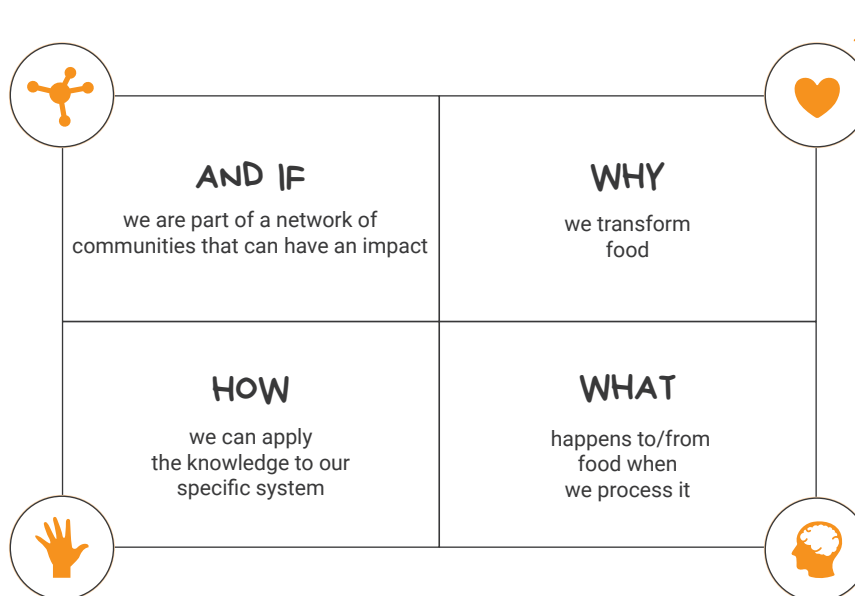 AND IF
we are part of a network of
communities that can have an impact
WHY
we transform
food
HOW
we can apply
the knowledge to our
specific system
WHAT
happens to/from
food when
we process it